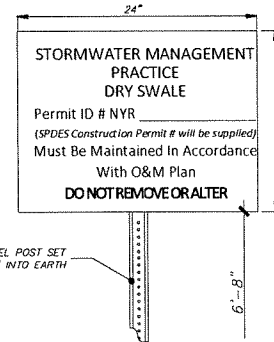 24"
STORMWATER MANAGEMENT
PRACTICE
DRY SWALE
Permit ID # NYR
(SPDES Construction Permit # will be supplied)
Must Be Maintained In Accordance
With O&M Plan
DO NOT REMOVE OR ALTER
EL POST SET
INTO EARTH
6'-8"